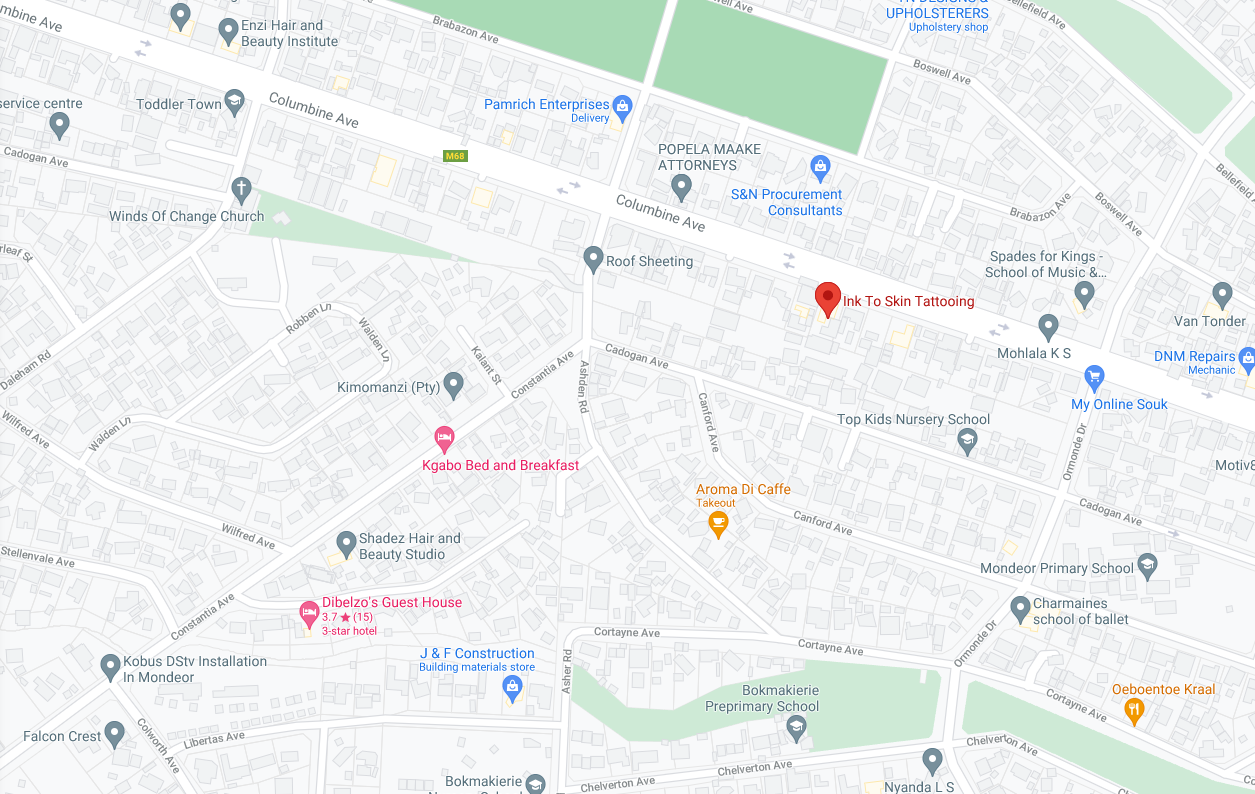 mbine Ave
Enzi Hair and
Beauty Institute
Brabazon Ave
Ave
UPHOLSTERERS
Upholstery shop
Bellefield Ave
Boswell Ave
service centre
Toddler Town
Columbine Ave
Pamrich Enterprises
Delivery
M68
POPELA MAAKE
ATTORNEYS
S&N Procurement
Consultants
Cadogan Ave
Winds Of Change Church
Columbine Ave
Brabazon Ave
Boswell Ave
Bellefield
rleaf St
Roof Sheeting
Spades for Kings -
School of Music &...
Ink To Skin Tattooing
Van Tonder
Robben Ln
Walden Ln
Kalant St
Constantia Ave
Cadogan Ave
Mohlala K S
DNM Repairs
Mechanic
Daleham Rd
Kimomanzi (Pty)
Ashden Rd
Canford Ave
My Online Souk
Top Kids Nursery School
Wilfred Ave
Walden Ln
Ormonde Dr
Kgabo Bed and Breakfast
Motiv8
Aroma Di Caffe
Takeout
Cadogan Ave
Canford Ave
Wilfred Ave
Shadez Hair and
Beauty Studio
Stellenvale Ave
Mondeor Primary School
Dibelzo's Guest House
3.7 ★ (15)
3-star hotel
Constantia Ave
Charmaines
school of ballet
Cortayne Ave
Cortayne Ave
Ormonde Dr
Kobus DStv Installation
In Mondeor
J & F Construction
Building materials store
Asher Rd
Bokmakierie
Preprimary School
Oeboentoe Kraal
Cortayne Ave
Falcon Crest
Colworth Ave
Libertas Ave
Chelverton Ave
Chelverton Ave
Chelverton Ave
Bokmakierie
Nyanda L S